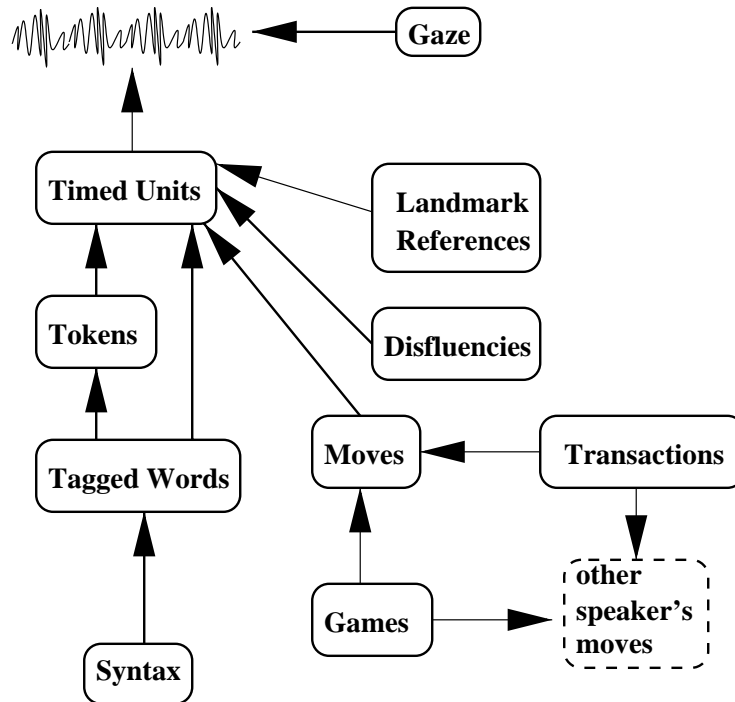 Gaze
Timed Units
Landmark
References
Tokens
Disfluencies
Moves
Transactions
Tagged Words
other
speaker's
moves
Games
Syntax